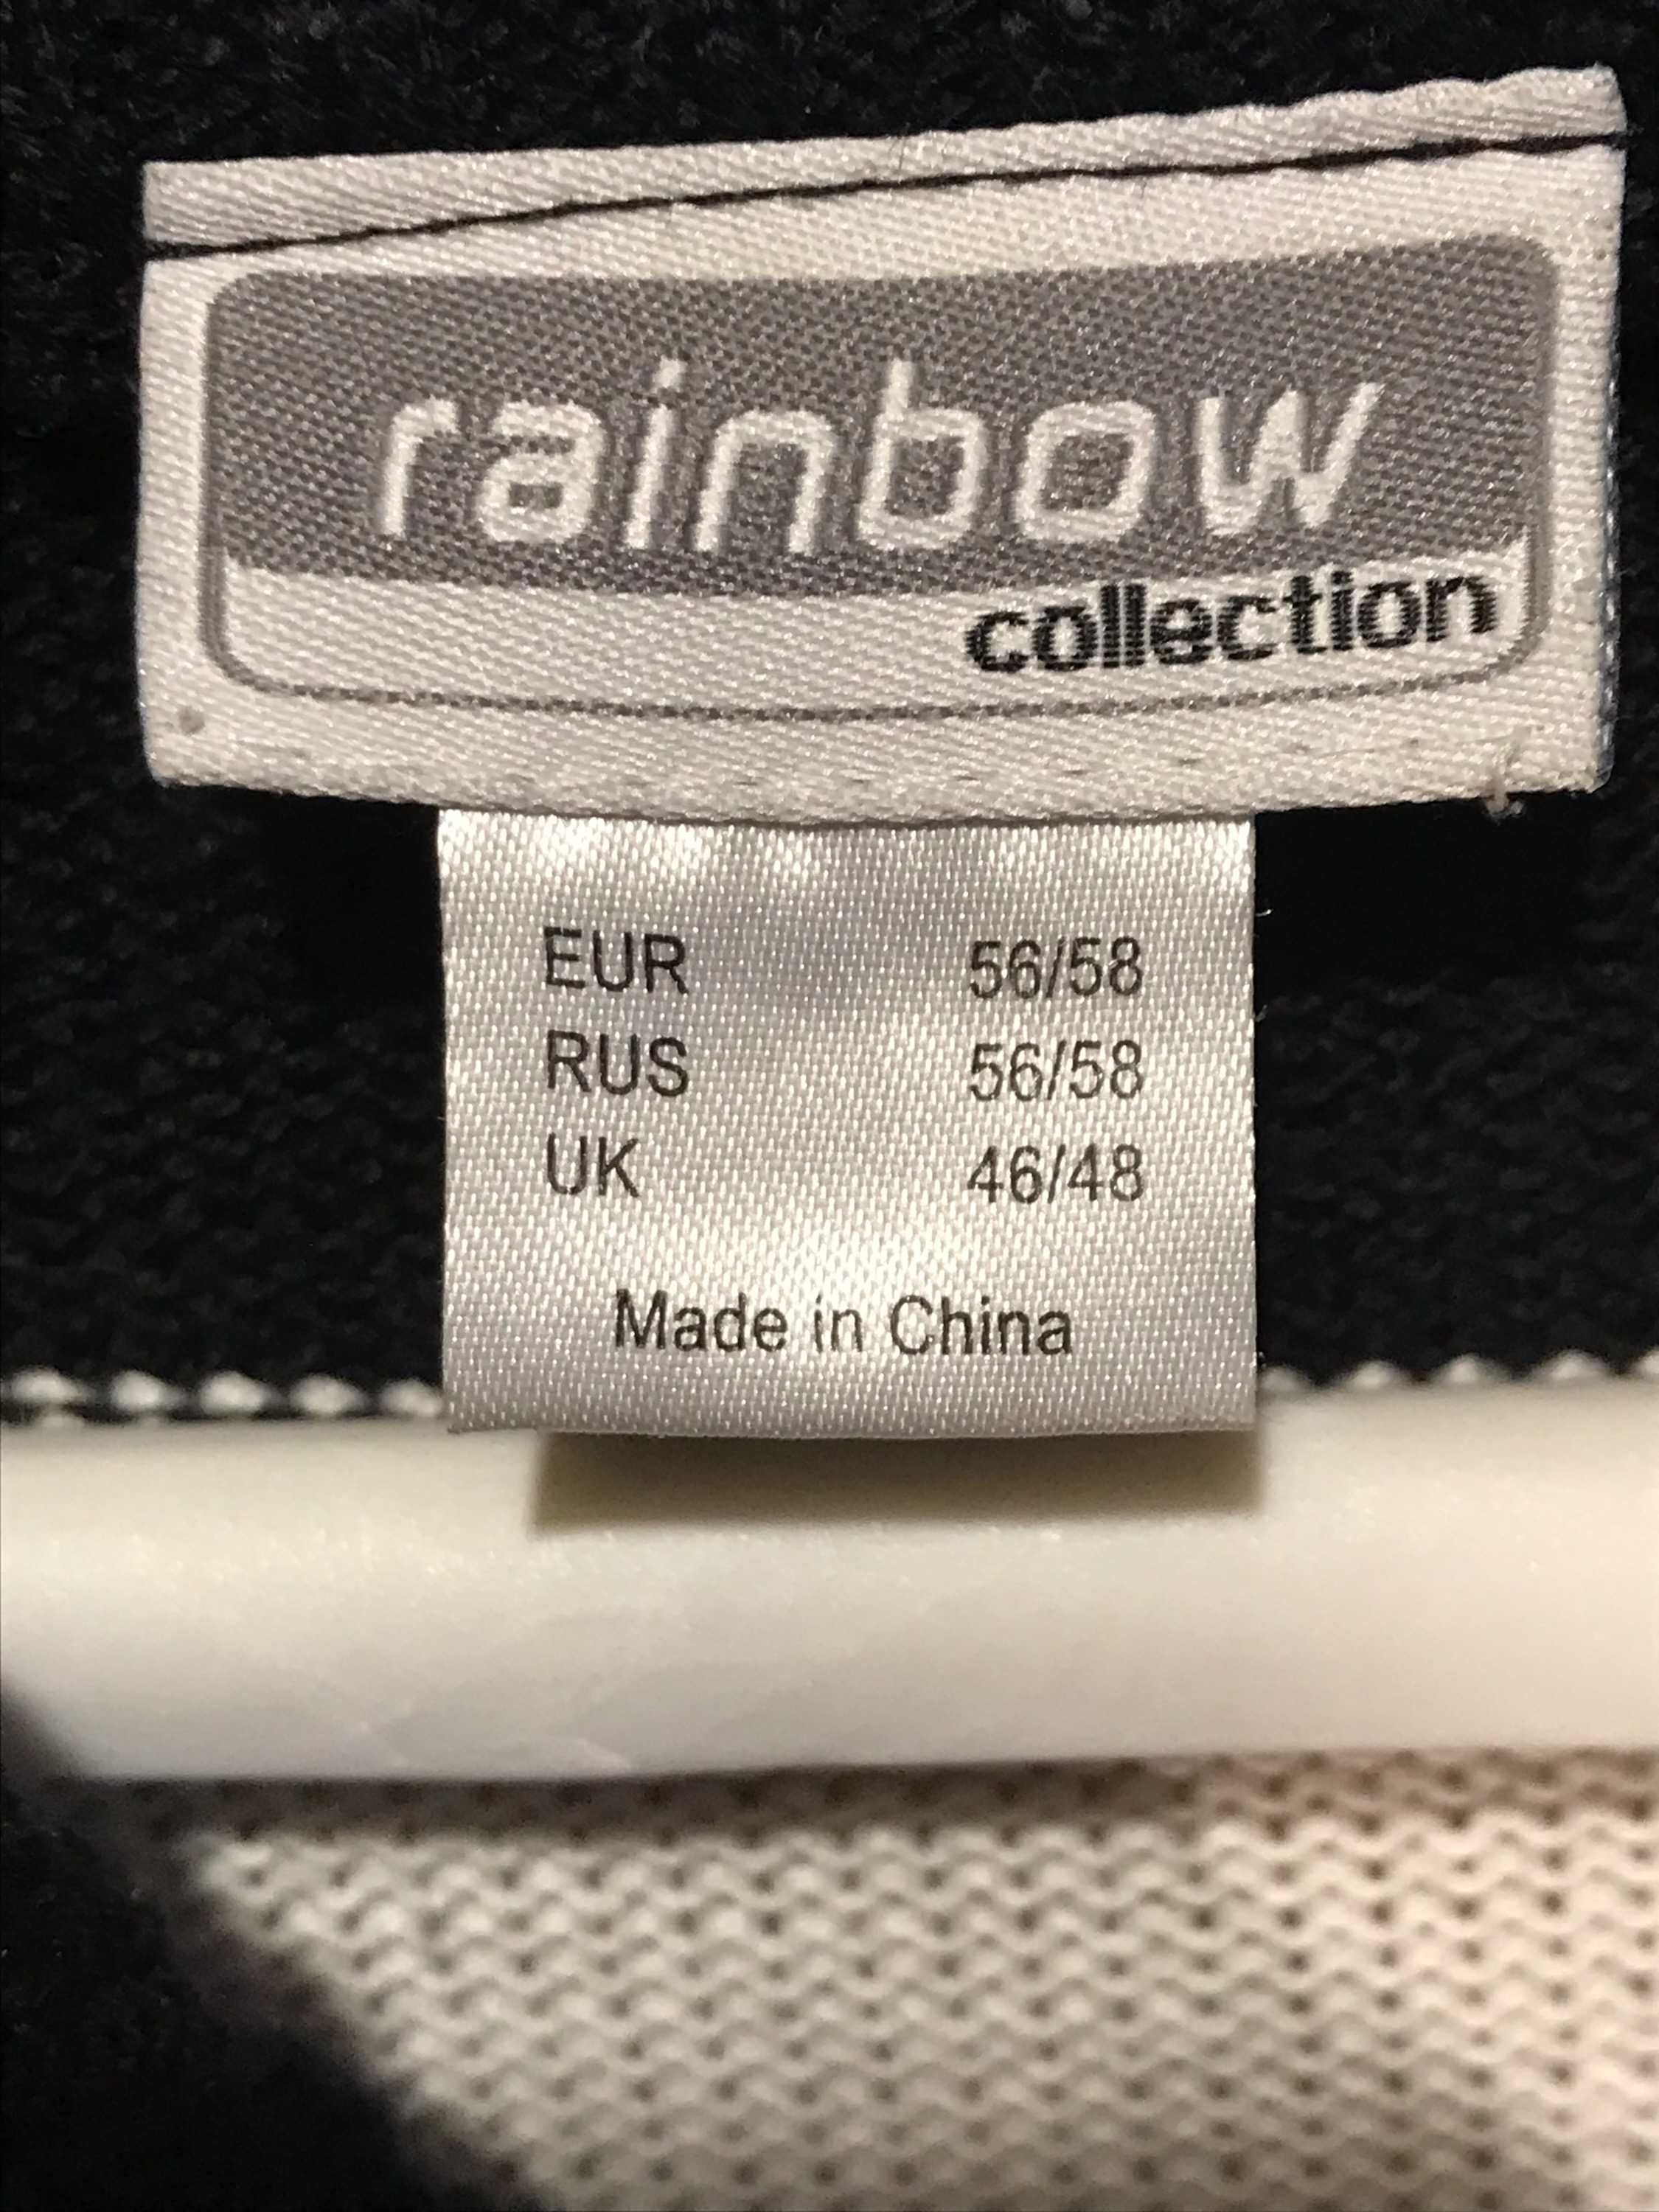 rainbow
collection
EUR 56/58
RUS 56/58
UK 46/48
Made in China